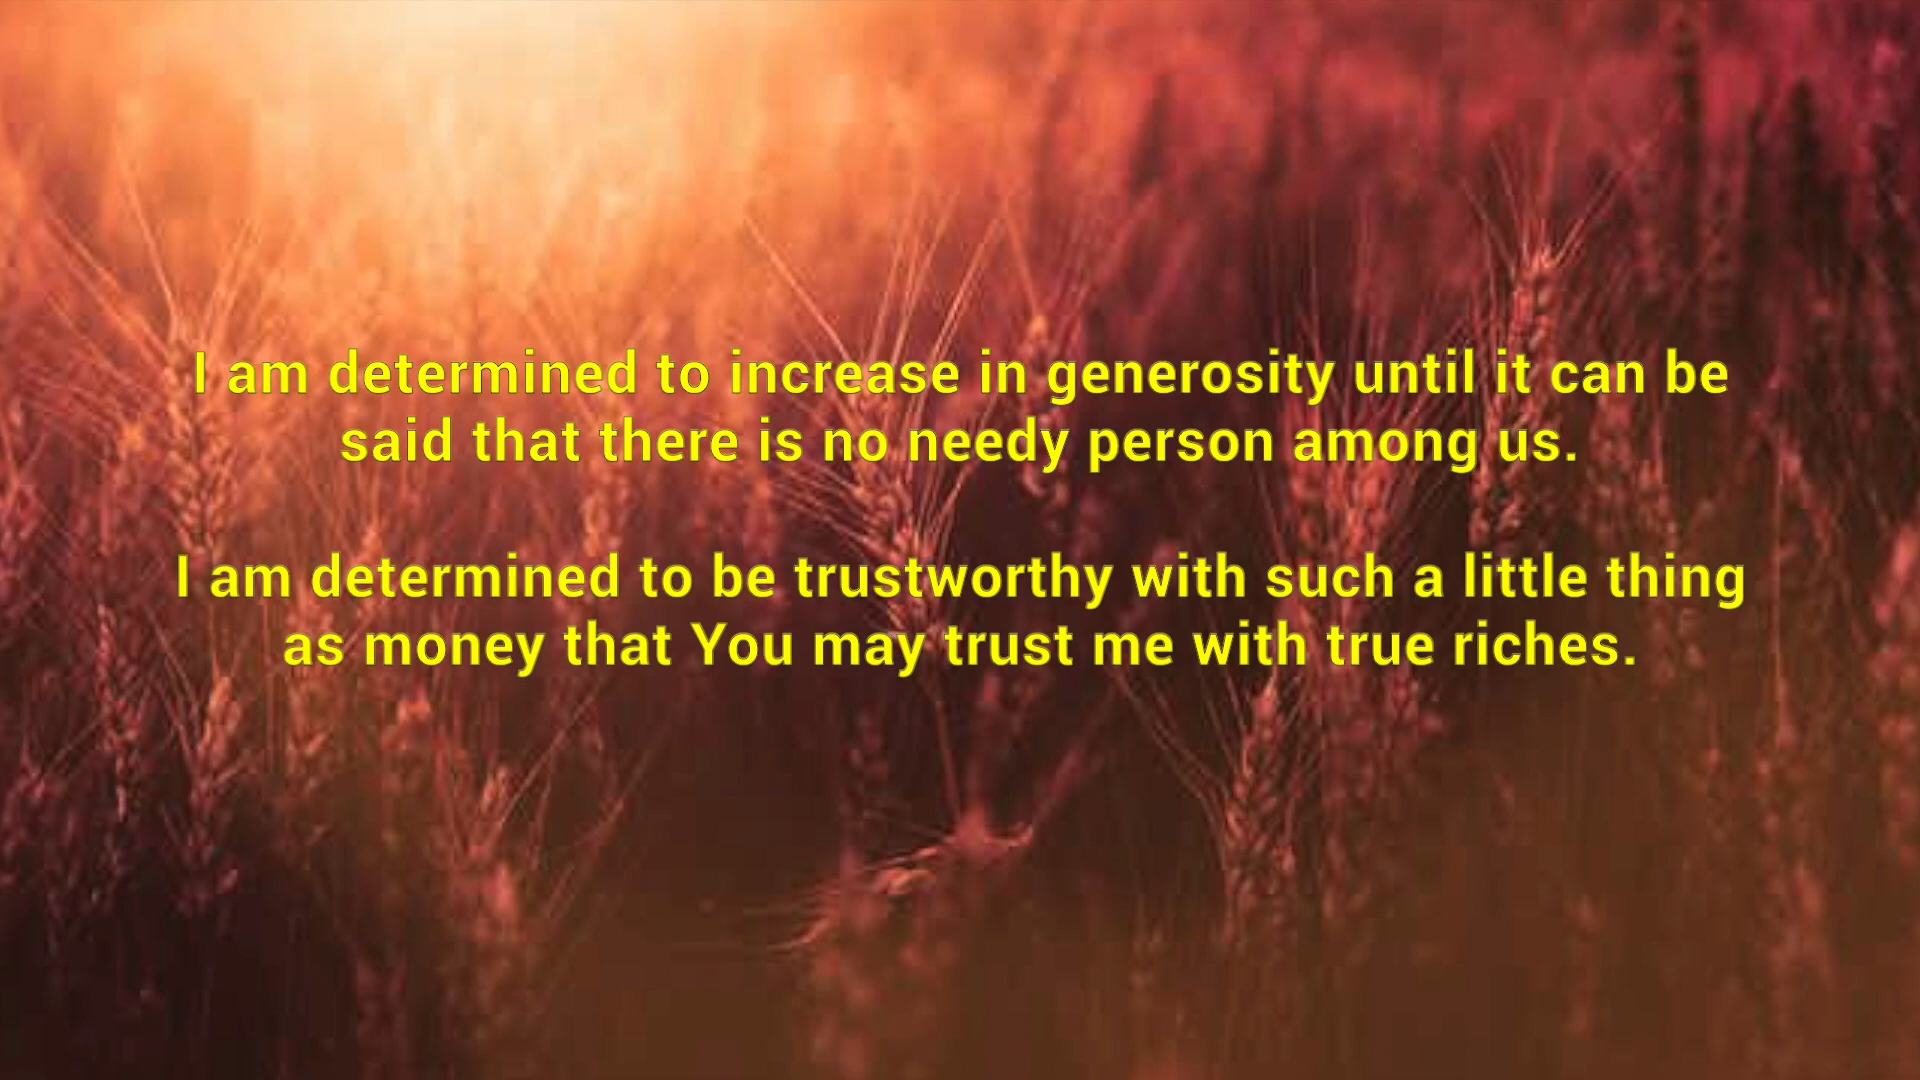 I am determined to increase in generosity until it can be
said that there is no needy person among us.
I am determined to be trustworthy with such a little thing
as money that You may trust me with true riches.